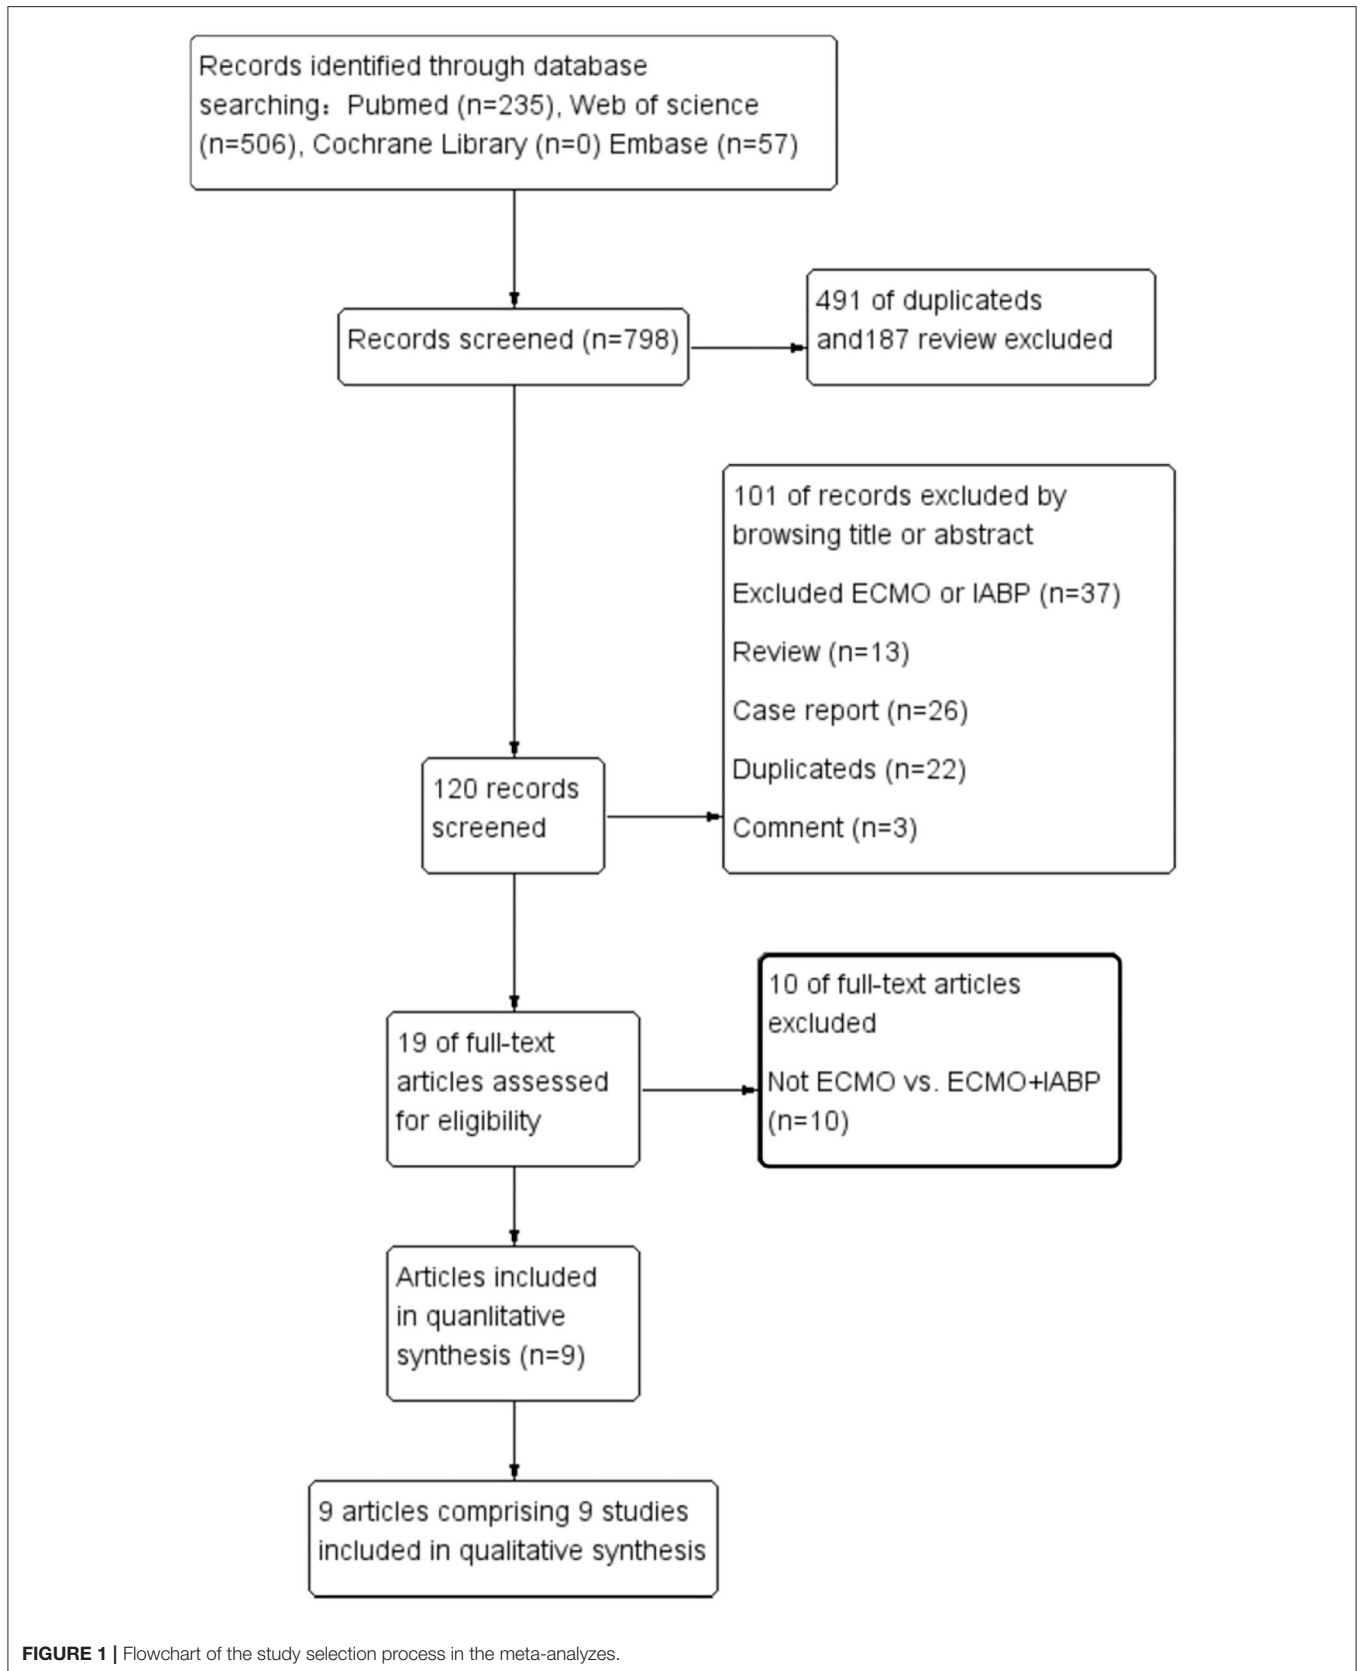 Records identified through database
searching: Pubmed (n=235), Web of science
(n=506), Cochrane Library (n=0) Embase (n=57)
Records screened (n=798)
491 of duplicateds
and187 review excluded
120 records
screened
101 of records excluded by
browsing title or abstract
Excluded ECMO or IABP (n=37)
Review (n=13)
Case report (n=26)
Duplicateds (n=22)
Comnent (n=3)
19 of full-text
articles assessed
for eligibility
10 of full-text articles
excluded
Not ECMO vs. ECMO+IABP
(n=10)
Articles included
in quanlitative
synthesis (n=9)
9 articles comprising 9 studies
included in qualitative synthesis
FIGURE 1 | Flowchart of the study selection process in the meta-analyzes.